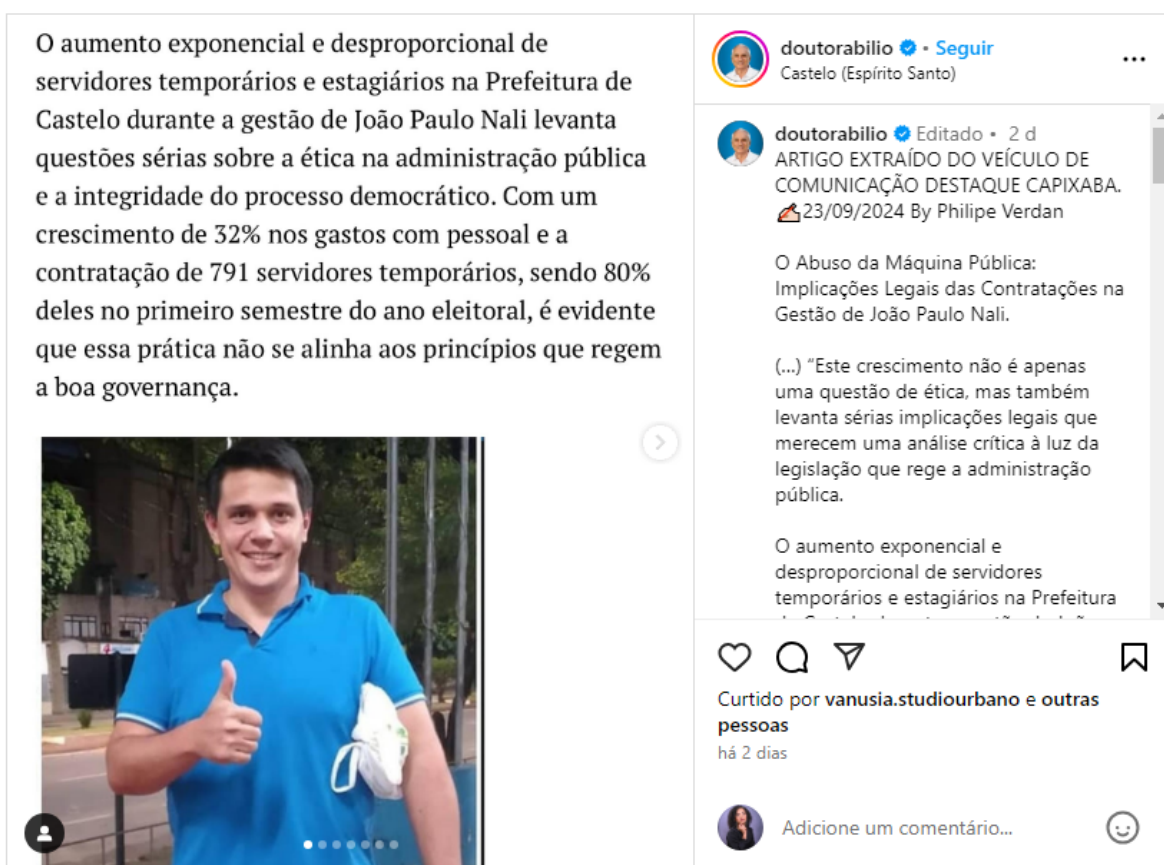 O aumento exponencial e desproporcional de
servidores temporários e estagiários na Prefeitura de
Castelo durante a gestão de João Paulo Nali levanta
questões sérias sobre a ética na administração pública
e a integridade do processo democrático. Com um
crescimento de 32% nos gastos com pessoal e a
contratação de 791 servidores temporários, sendo 80%
deles no primeiro semestre do ano eleitoral, é evidente
que essa prática não se alinha aos princípios que regem
a boa governança.
doutorabilio • Seguir
Castelo (Espírito Santo)
doutorabilio Editado • 2 d
ARTIGO EXTRAÍDO DO VEÍCULO DE
COMUNICAÇÃO DESTAQUE CAPIXABA.
✍🏻23/09/2024 By Philipe Verdan
O Abuso da Máquina Pública:
Implicações Legais das Contratações na
Gestão de João Paulo Nali.
(...) “Este crescimento não é apenas
uma questão de ética, mas também
levanta sérias implicações legais que
merecem uma análise crítica à luz da
legislação que rege a administração
pública.
O aumento exponencial e
desproporcional de servidores
temporários e estagiários na Prefeitura
Curtido por vanusia.studiourbano e outras
pessoas
há 2 dias
Adicione um comentário...